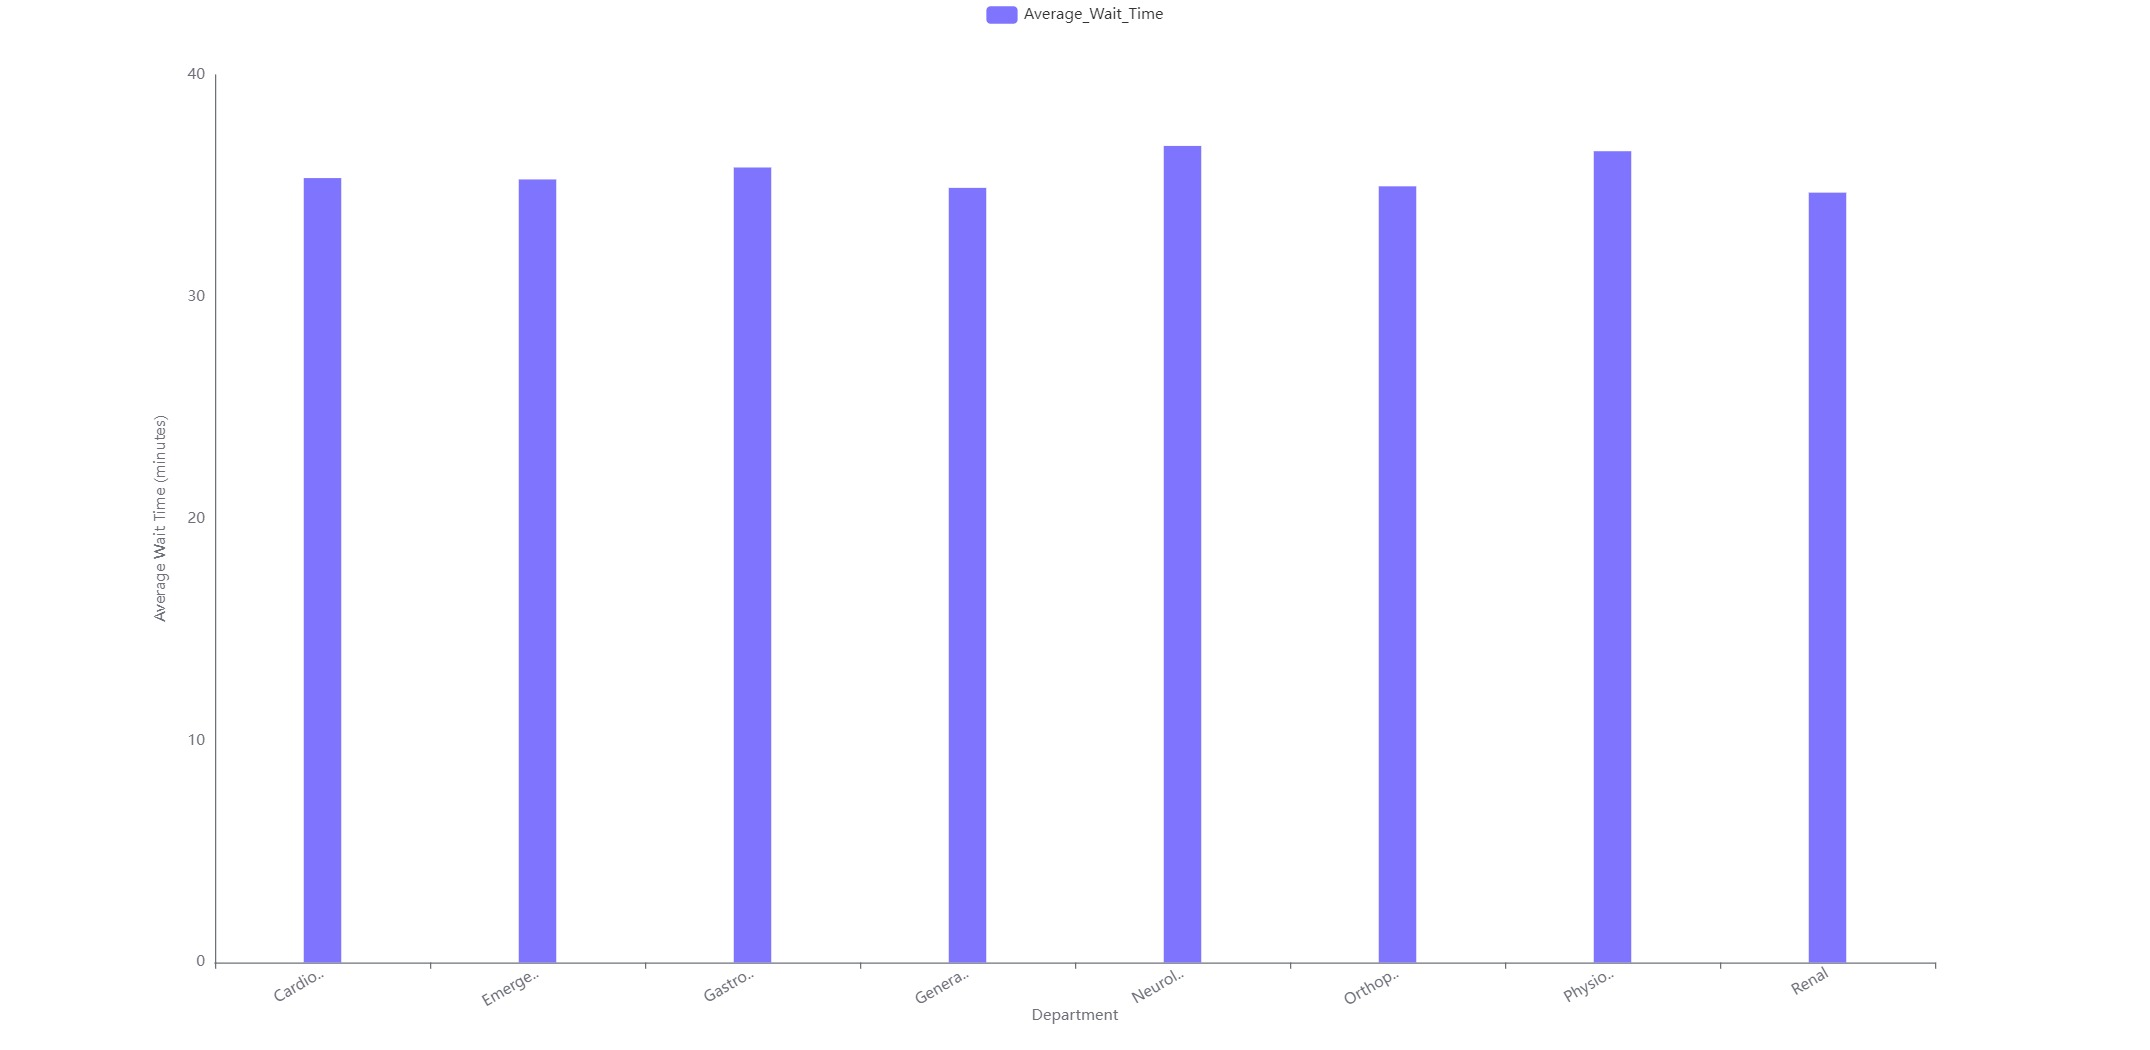 Average_Wait_Time
40
30
20
10
0
Average Wait Time (minutes)
Cardio..
Emerge..
Gastro..
Genera..
Neurol..
Orthop..
Physio..
Renal
Department